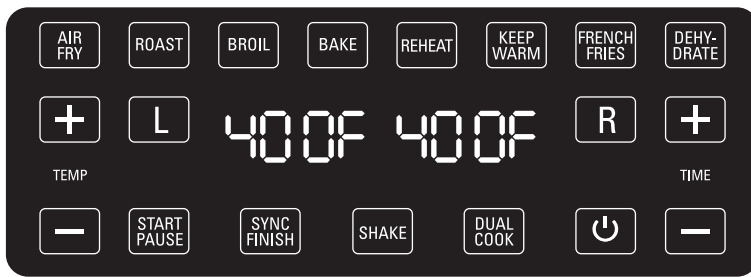 AIR
FRY
ROAST
BROIL
BAKE
REHEAT
KEEP
WARM
FRENCH
FRIES
DEHY-
DRATE
+
L
400F 400F
R
+
TEMP
TIME
−
START
PAUSE
SYNC
FINISH
SHAKE
DUAL
COOK
−